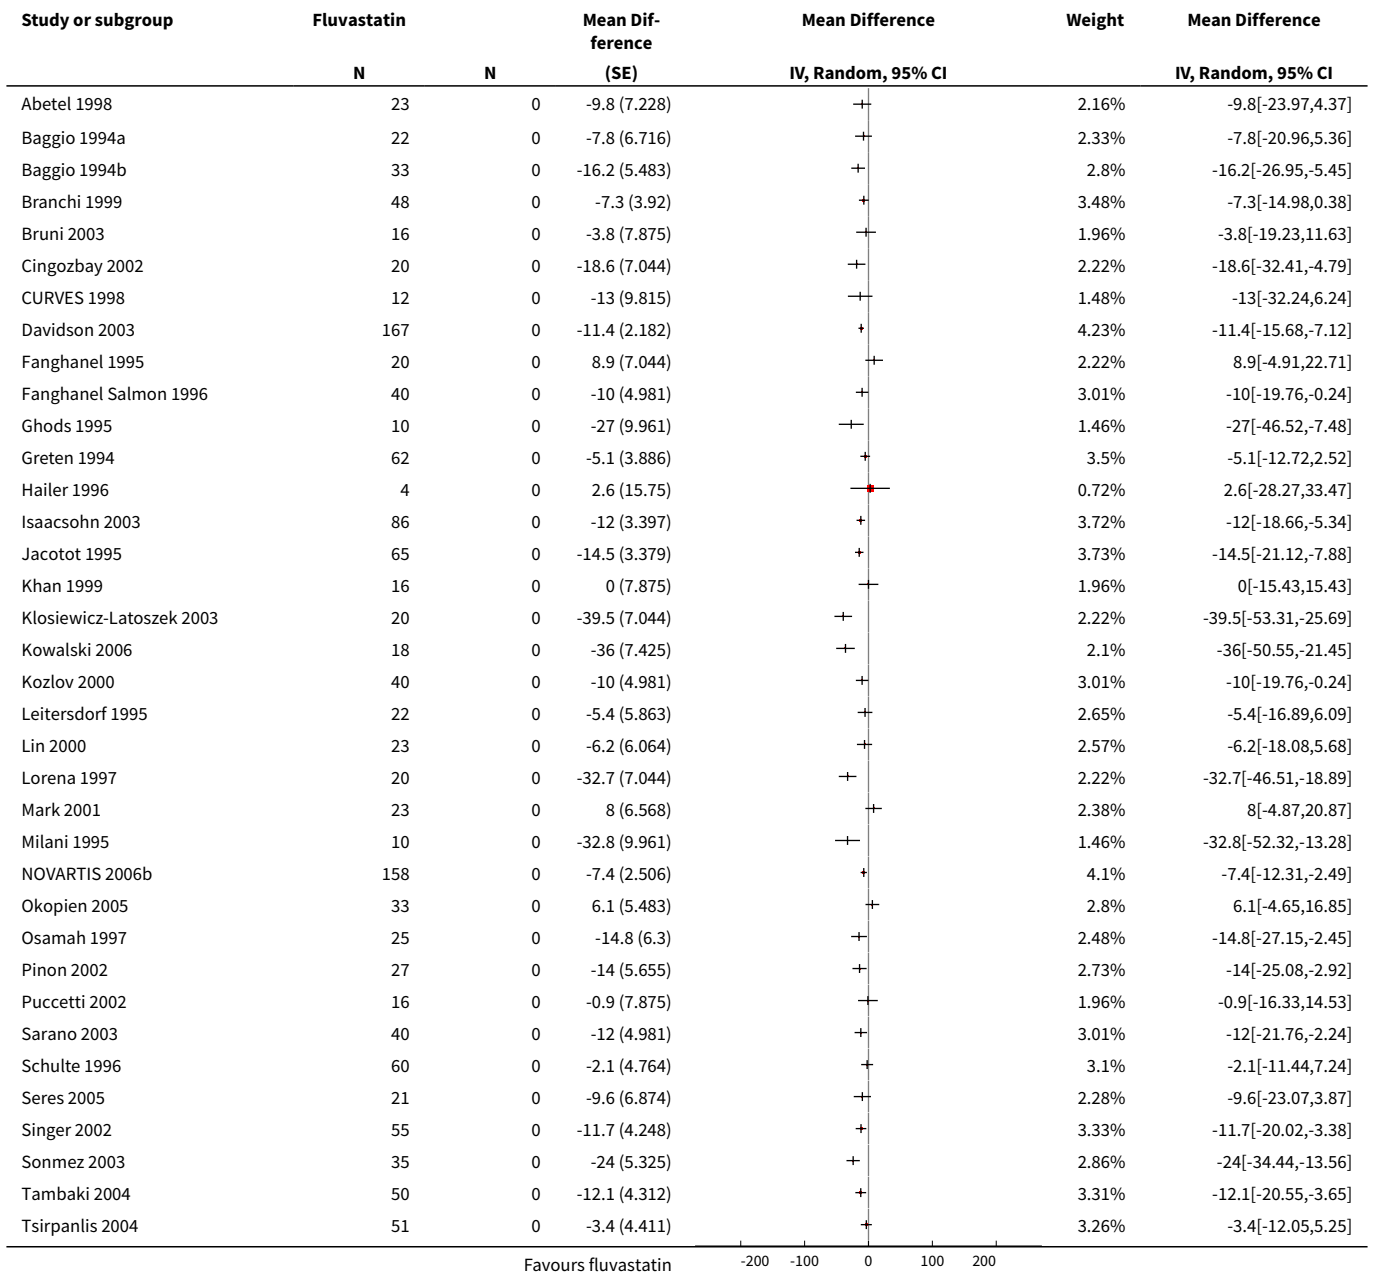 Study or subgroup Fluvastatin Mean Dif- Mean Difference Weight Mean Difference
ference
N N (SE) IV, Random, 95% CI IV, Random, 95% CI
Abetel 1998 23 0 -9.8 (7.228) 2.16% -9.8[-23.97,4.37]
Baggio 1994a 22 0 -7.8 (6.716) 2.33% -7.8[-20.96,5.36]
Baggio 1994b 33 0 -16.2 (5.483) 2.8% -16.2[-26.95,-5.45]
Branchi 1999 48 0 -7.3 (3.92) 3.48% -7.3[-14.98,0.38]
Bruni 2003 16 0 -3.8 (7.875) 1.96% -3.8[-19.23,11.63]
Cingozbay 2002 20 0 -18.6 (7.044) 2.22% -18.6[-32.41,-4.79]
CURVES 1998 12 0 -13 (9.815) 1.48% -13[-32.24,6.24]
Davidson 2003 167 0 -11.4 (2.182) 4.23% -11.4[-15.68,-7.12]
Fanghanel 1995 20 0 8.9 (7.044) 2.22% 8.9[-4.91,22.71]
Fanghanel Salmon 1996 40 0 -10 (4.981) 3.01% -10[-19.76,-0.24]
Ghods 1995 10 0 -27 (9.961) 1.46% -27[-46.52,-7.48]
Greten 1994 62 0 -5.1 (3.886) 3.5% -5.1[-12.72,2.52]
Hailer 1996 4 0 2.6 (15.75) 0.72% 2.6[-28.27,33.47]
Isaacsohn 2003 86 0 -12 (3.397) 3.72% -12[-18.66,-5.34]
Jacotot 1995 65 0 -14.5 (3.379) 3.73% -14.5[-21.12,-7.88]
Khan 1999 16 0 0 (7.875) 1.96% 0[-15.43,15.43]
Klosiewicz-Latoszek 2003 20 0 -39.5 (7.044) 2.22% -39.5[-53.31,-25.69]
Kowalski 2006 18 0 -36 (7.425) 2.1% -36[-50.55,-21.45]
Kozlov 2000 40 0 -10 (4.981) 3.01% -10[-19.76,-0.24]
Leitersdorf 1995 22 0 -5.4 (5.863) 2.65% -5.4[-16.89,6.09]
Lin 2000 23 0 -6.2 (6.064) 2.57% -6.2[-18.08,5.68]
Lorena 1997 20 0 -32.7 (7.044) 2.22% -32.7[-46.51,-18.89]
Mark 2001 23 0 8 (6.568) 2.38% 8[-4.87,20.87]
Milani 1995 10 0 -32.8 (9.961) 1.46% -32.8[-52.32,-13.28]
NOVARTIS 2006b 158 0 -7.4 (2.506) 4.1% -7.4[-12.31,-2.49]
Okopien 2005 33 0 6.1 (5.483) 2.8% 6.1[-4.65,16.85]
Osamah 1997 25 0 -14.8 (6.3) 2.48% -14.8[-27.15,-2.45]
Pinon 2002 27 0 -14 (5.655) 2.73% -14[-25.08,-2.92]
Puccetti 2002 16 0 -0.9 (7.875) 1.96% -0.9[-16.33,14.53]
Sarano 2003 40 0 -12 (4.981) 3.01% -12[-21.76,-2.24]
Schulte 1996 60 0 -2.1 (4.764) 3.1% -2.1[-11.44,7.24]
Seres 2005 21 0 -9.6 (6.874) 2.28% -9.6[-23.07,3.87]
Singer 2002 55 0 -11.7 (4.248) 3.33% -11.7[-20.02,-3.38]
Sonmez 2003 35 0 -24 (5.325) 2.86% -24[-34.44,-13.56]
Tambaki 2004 50 0 -12.1 (4.312) 3.31% -12.1[-20.55,-3.65]
Tsirpanlis 2004 51 0 -3.4 (4.411) 3.26% -3.4[-12.05,5.25]
Favours fluvastatin -200 -100 0 100 200